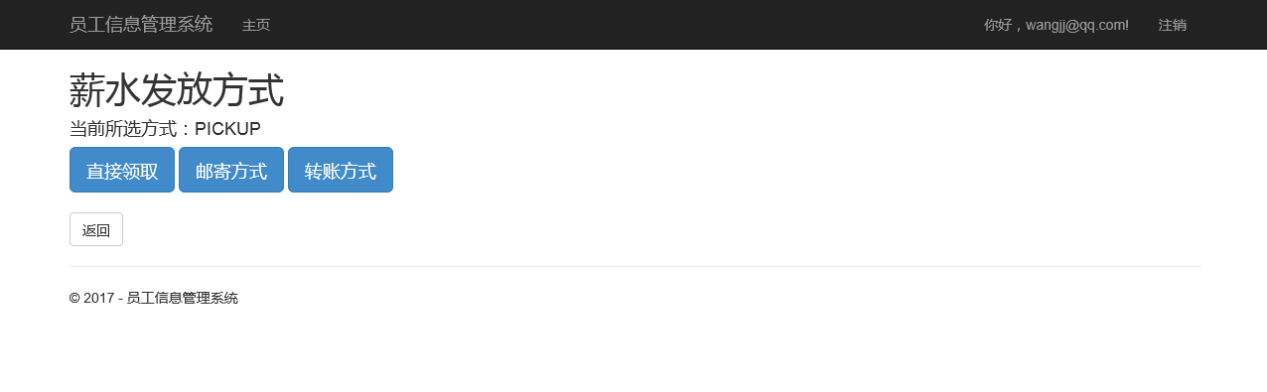 员工信息管理系统 主页 你好，wangjj@qq.com! 注销
薪水发放方式
当前所选方式：PICKUP
直接领取 邮寄方式 转账方式
返回
© 2017 - 员工信息管理系统